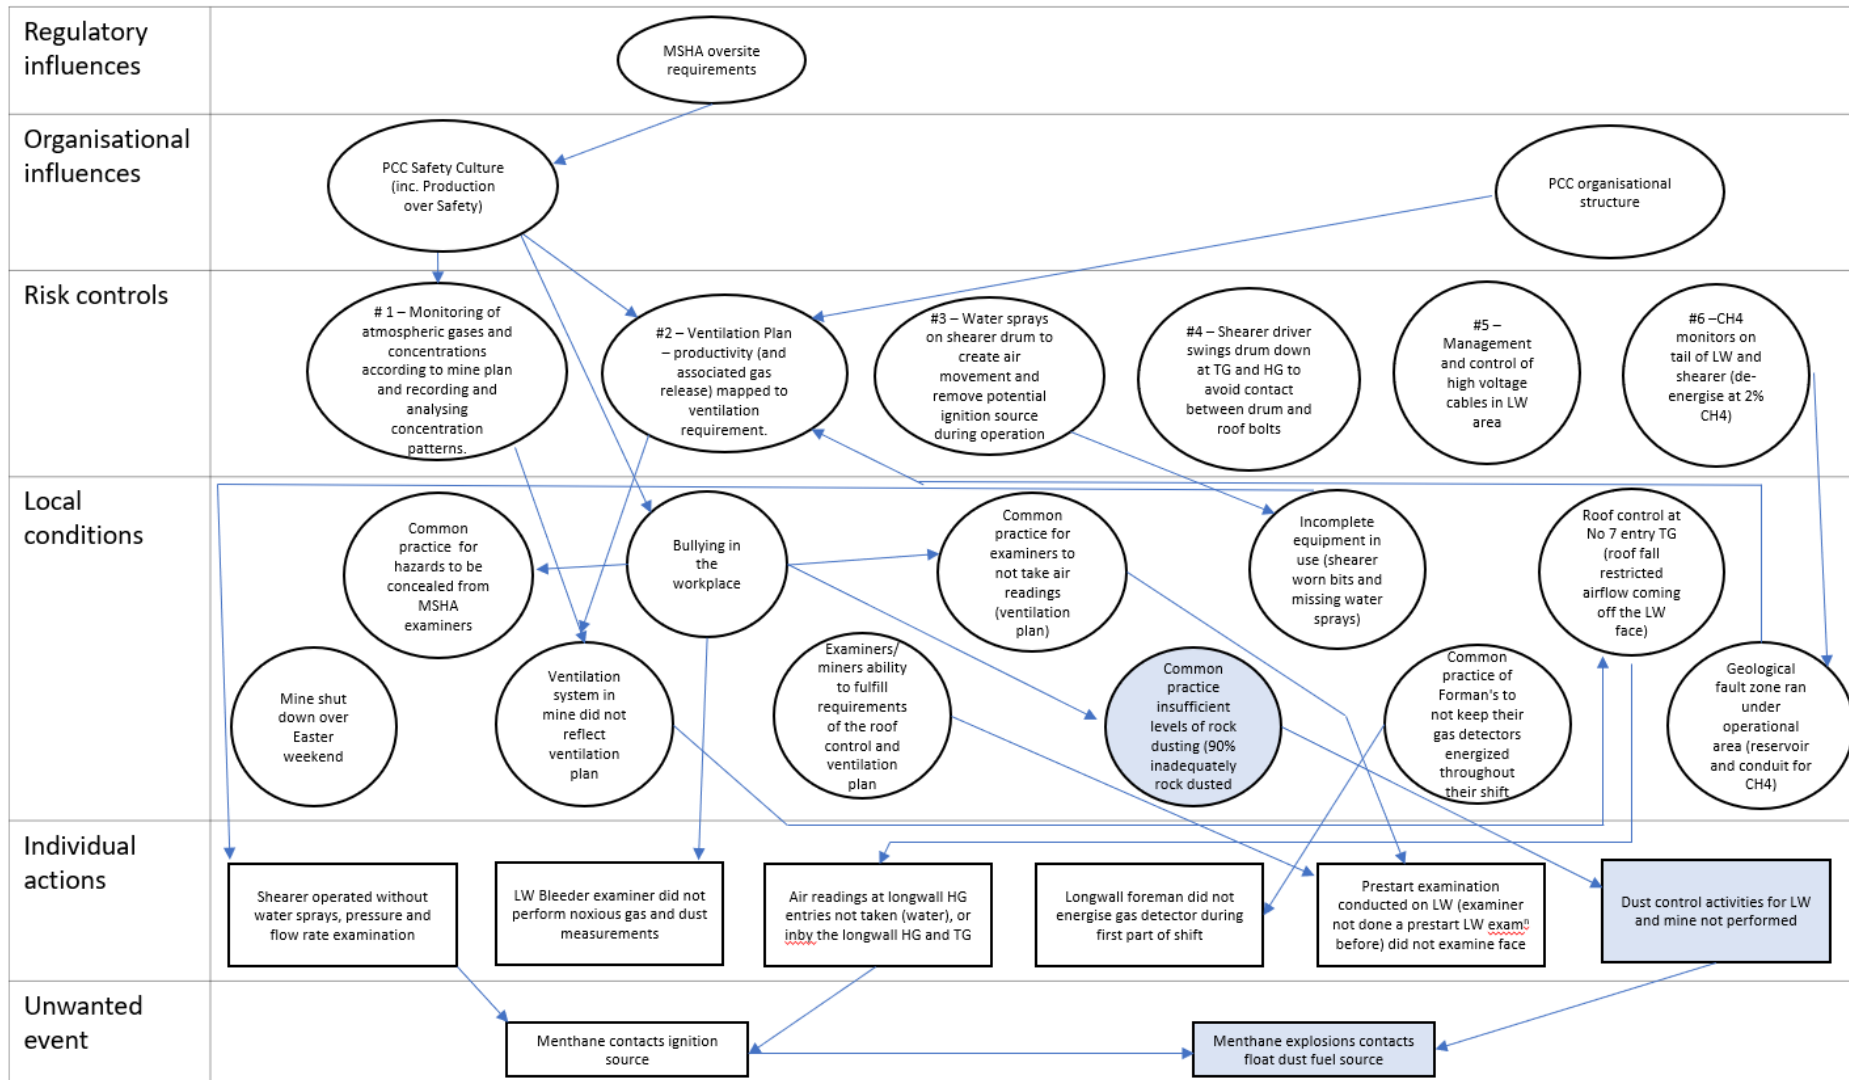 Regulatory
influences
MSHA oversite
requirements
Organisational
influences
PCC Safety Culture
(inc. Production
over Safety)
PCC organisational
structure
Risk controls
# 1 – Monitoring of
atmospheric gases and
concentrations
according to mine plan
and recording and
analysing
concentration
patterns.
#2 – Ventilation Plan
– productivity (and
associated gas
release) mapped to
ventilation
requirement.
#3 – Water sprays
on shearer drum to
create air
movement and
remove potential
ignition source
during operation
#4 – Shearer driver
swings drum down
at TG and HG to
avoid contact
between drum and
roof bolts
#5 –
Management
and control of
high voltage
cables in LW
area
#6 –CH4
monitors on
tail of LW and
shearer (de-
energise at 2%
CH4)
Local
conditions
Common
practice for
hazards to be
concealed from
MSHA
examiners
Bullying in
the
workplace
Common
practice for
examiners to
not take air
readings
(ventilation
plan)
Incomplete
equipment in
use (shearer
worn bits and
missing water
sprays)
Roof control at
No 7 entry TG
(roof fall
restricted
airflow coming
off the LW
face)
Mine shut
down over
Easter
weekend
Ventilation
system in
mine did not
reflect
ventilation
plan
Examiners/
miners ability
to fulfill
requirements
of the roof
control and
ventilation
plan
Common
practice
insufficient
levels of rock
dusting (90%
inadequately
rock dusted
Common
practice of
Forman's to
not keep their
gas detectors
energized
throughout
their shift
Geological
fault zone ran
under
operational
area (reservoir
and conduit for
CH4)
Individual
actions
Shearer operated without
water sprays, pressure and
flow rate examination
LW Bleeder examiner did not
perform noxious gas and dust
measurements
Air readings at longwall HG
entries not taken (water), or
inby the longwall HG and TG
Longwall foreman did not
energise gas detector during
first part of shift
Prestart examination
conducted on LW (examiner
not done a prestart LW examⁿ
before) did not examine face
Dust control activities for LW
and mine not performed
Unwanted
event
Menthane contacts ignition
source
Menthane explosions contacts
float dust fuel source